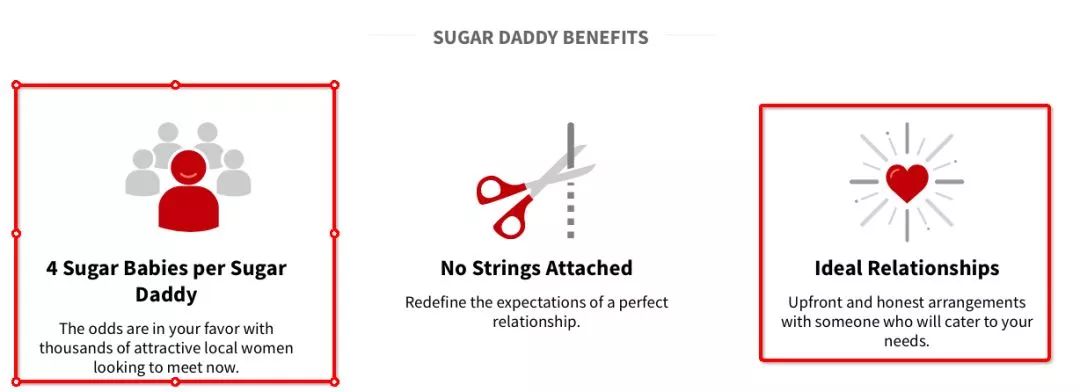 SUGAR DADDY BENEFITS
4 Sugar Babies per Sugar
Daddy
The odds are in your favor with
thousands of attractive local women
looking to meet now.
No Strings Attached
Redefine the expectations of a perfect
relationship.
Ideal Relationships
Upfront and honest arrangements
with someone who will cater to your
needs.